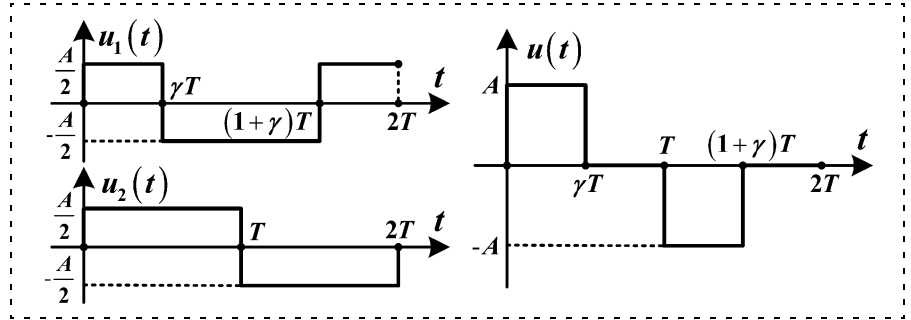 u₁(t)
A/2
γT
t
-A/2
(1+γ)T
2T
u₂(t)
A/2
T
2T
t
-A/2
u(t)
A
T
(1+γ)T
t
γT
2T
-A